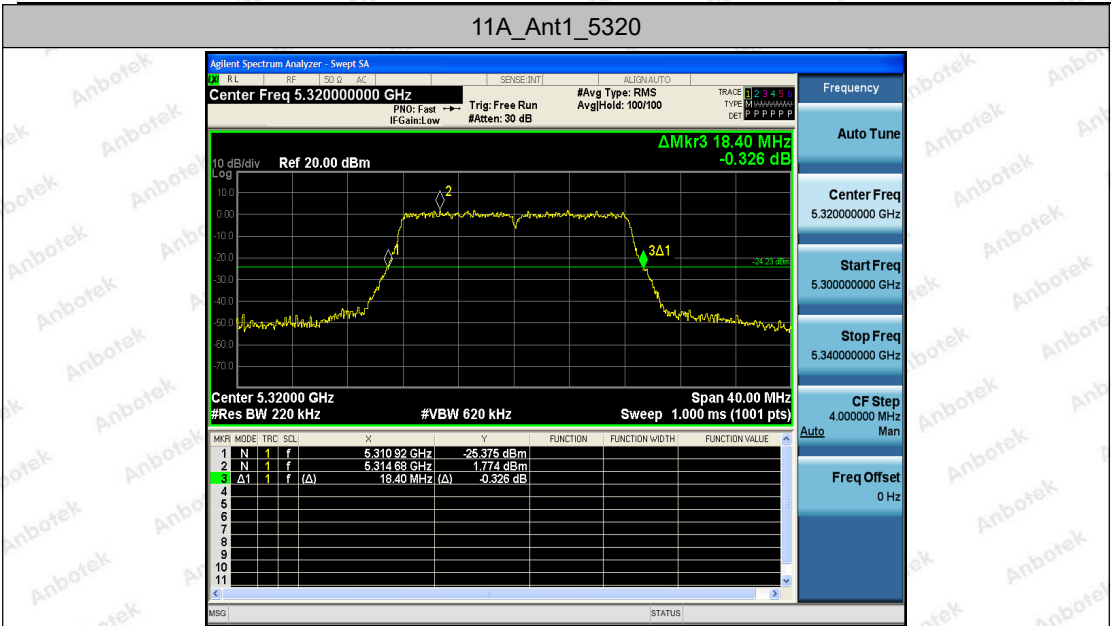 11A_Ant1_5320
Agilent Spectrum Analyzer - Swept SA
RL RF 50 Ω AC SENSE:INT ALIGNAUTO
Center Freq 5.320000000 GHz
PNO: Fast Trig: Free Run
IFGain:Low #Atten: 30 dB
#Avg Type: RMS
Avg|Hold: 100/100
TRACE 1 2 3 4 5 6
TYPE M
DET P P P P P P
ΔMkr3 18.40 MHz
-0.326 dB
10 dB/div Ref 20.00 dBm
Log
10.0
0.00
-10.0
-20.0
-30.0
-40.0
-50.0
-60.0
-70.0
2
3Δ1
-24.23 dBm
Center 5.32000 GHz Span 40.00 MHz
#Res BW 220 kHz #VBW 620 kHz Sweep 1.000 ms (1001 pts)
MKR MODE TRC SCL X Y FUNCTION FUNCTION WIDTH FUNCTION VALUE
1 N 1 f 5.310 92 GHz -25.375 dBm
2 N 1 f 5.314 68 GHz 1.774 dBm
3 Δ1 1 f (Δ) 18.40 MHz (Δ) -0.326 dB
4
5
6
7
8
9
10
11
MSG STATUS
Frequency
Auto Tune
Center Freq
5.320000000 GHz
Start Freq
5.300000000 GHz
Stop Freq
5.340000000 GHz
CF Step
4.000000 MHz
Auto Man
Freq Offset
0 Hz
Anbotek